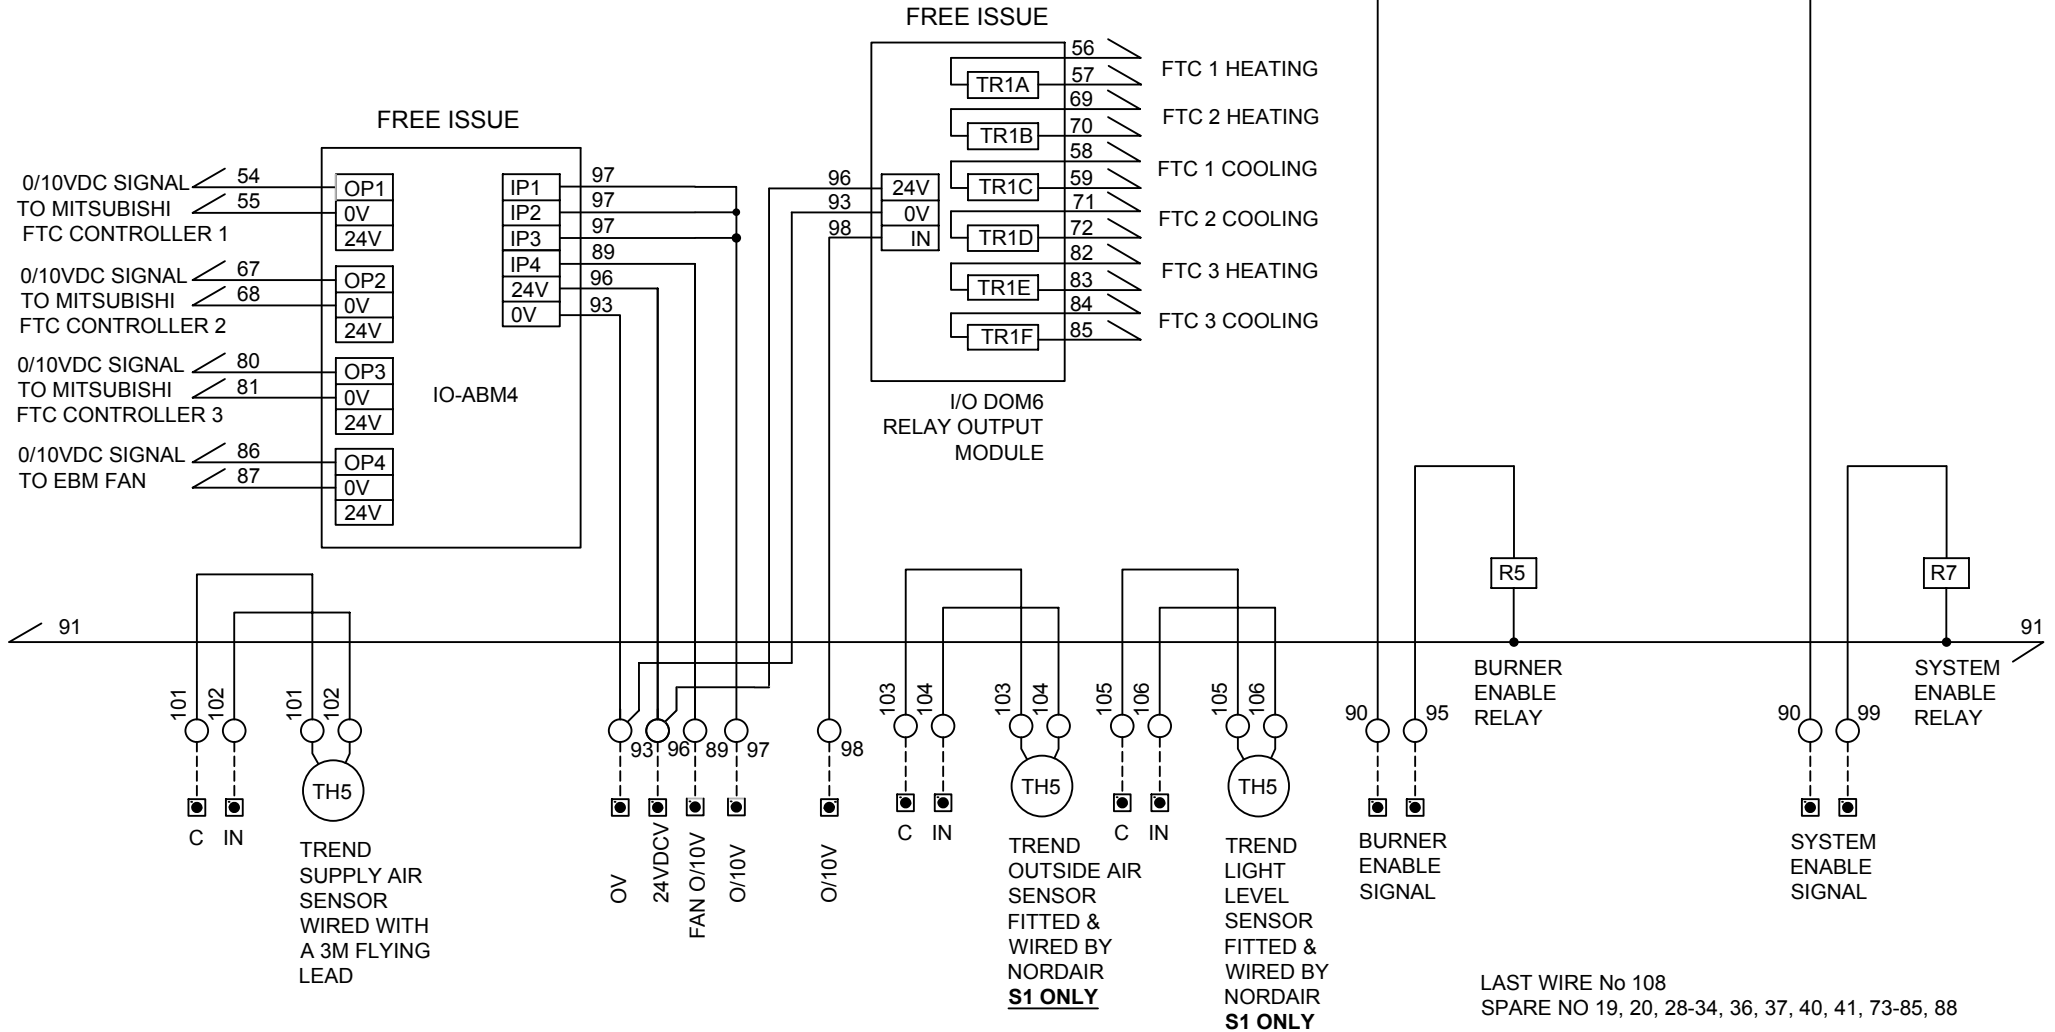 FREE ISSUE
56
57
TR1A
FTC 1 HEATING
69
70
TR1B
FTC 2 HEATING
58
59
TR1C
FTC 1 COOLING
71
72
TR1D
FTC 2 COOLING
82
83
TR1E
FTC 3 HEATING
84
85
TR1F
FTC 3 COOLING
96
93
98
24V
0V
IN
I/O DOM6
RELAY OUTPUT
MODULE
FREE ISSUE
0/10VDC SIGNAL
TO MITSUBISHI
FTC CONTROLLER 1
54
55
OP1
0V
24V
0/10VDC SIGNAL
TO MITSUBISHI
FTC CONTROLLER 2
67
68
OP2
0V
24V
0/10VDC SIGNAL
TO MITSUBISHI
FTC CONTROLLER 3
80
81
OP3
0V
24V
0/10VDC SIGNAL
TO EBM FAN
86
87
OP4
0V
24V
IO-ABM4
IP1
IP2
IP3
IP4
24V
0V
97
97
97
89
96
93
R5
R7
91
91
BURNER
ENABLE
RELAY
SYSTEM
ENABLE
RELAY
101
102
101
102
C
IN
TH5
TREND
SUPPLY AIR
SENSOR
WIRED WITH
A 3M FLYING
LEAD
93
96
89
97
98
OV
24VDCV
FAN O/10V
O/10V
O/10V
103
104
103
104
C
IN
TH5
TREND
OUTSIDE AIR
SENSOR
FITTED &
WIRED BY
NORDAIR
S1 ONLY
105
106
105
106
C
IN
TH5
TREND
LIGHT
LEVEL
SENSOR
FITTED &
WIRED BY
NORDAIR
S1 ONLY
90
95
BURNER
ENABLE
SIGNAL
90
99
SYSTEM
ENABLE
SIGNAL
LAST WIRE No 108
SPARE NO 19, 20, 28-34, 36, 37, 40, 41, 73-85, 88